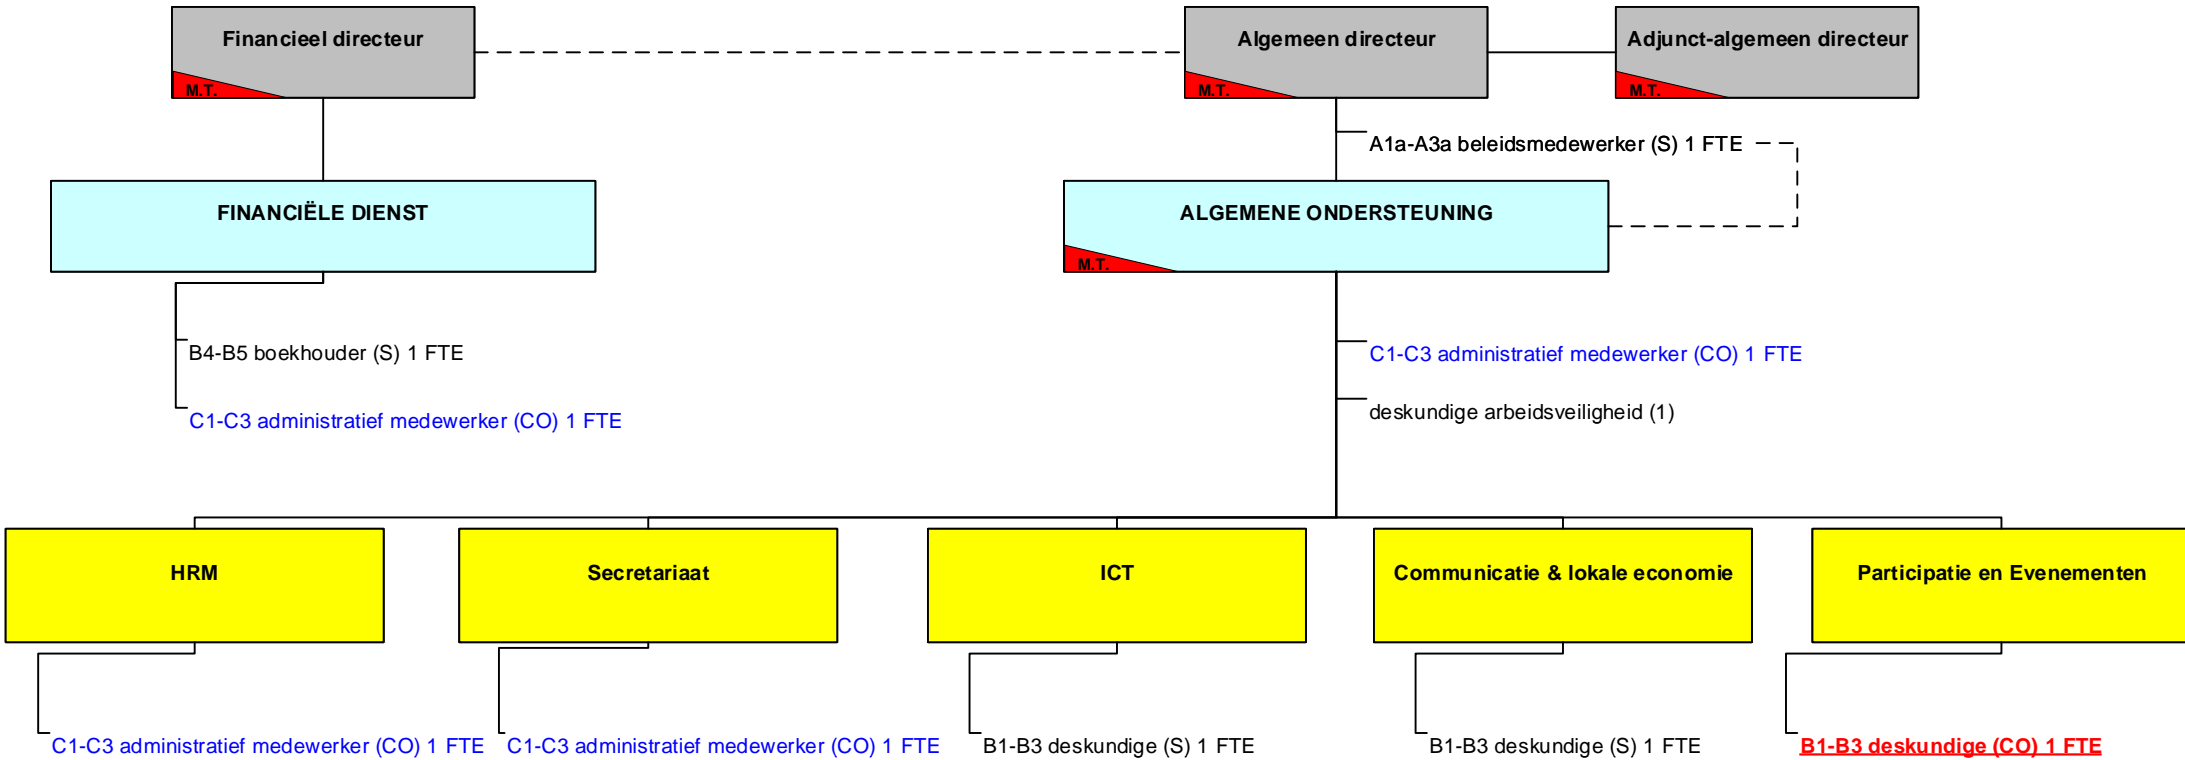 Financieel directeur
M.T.
Algemeen directeur
M.T.
Adjunct-algemeen directeur
M.T.
A1a-A3a beleidsmedewerker (S) 1 FTE
FINANCIËLE DIENST
ALGEMENE ONDERSTEUNING
M.T.
B4-B5 boekhouder (S) 1 FTE
C1-C3 administratief medewerker (CO) 1 FTE
C1-C3 administratief medewerker (CO) 1 FTE
deskundige arbeidsveiligheid (1)
HRM
Secretariaat
ICT
Communicatie & lokale economie
Participatie en Evenementen
C1-C3 administratief medewerker (CO) 1 FTE
C1-C3 administratief medewerker (CO) 1 FTE
B1-B3 deskundige (S) 1 FTE
B1-B3 deskundige (S) 1 FTE
B1-B3 deskundige (CO) 1 FTE